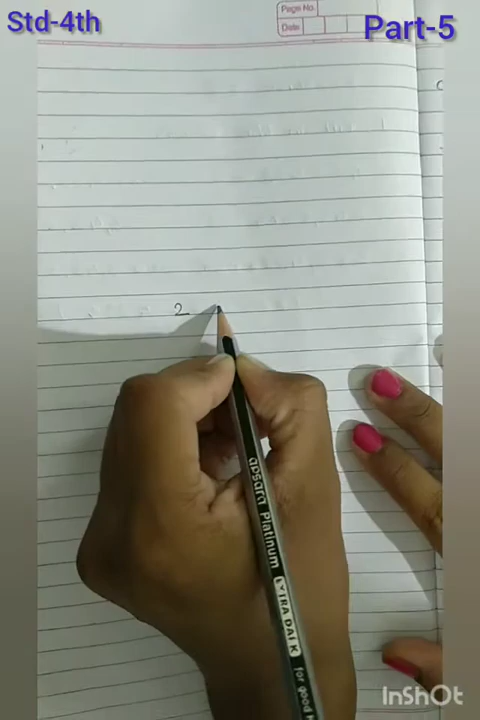 Std-4th
Part-5
Page No.
Date
2
apsara Platinum EXTRA DARK for good
InShOt